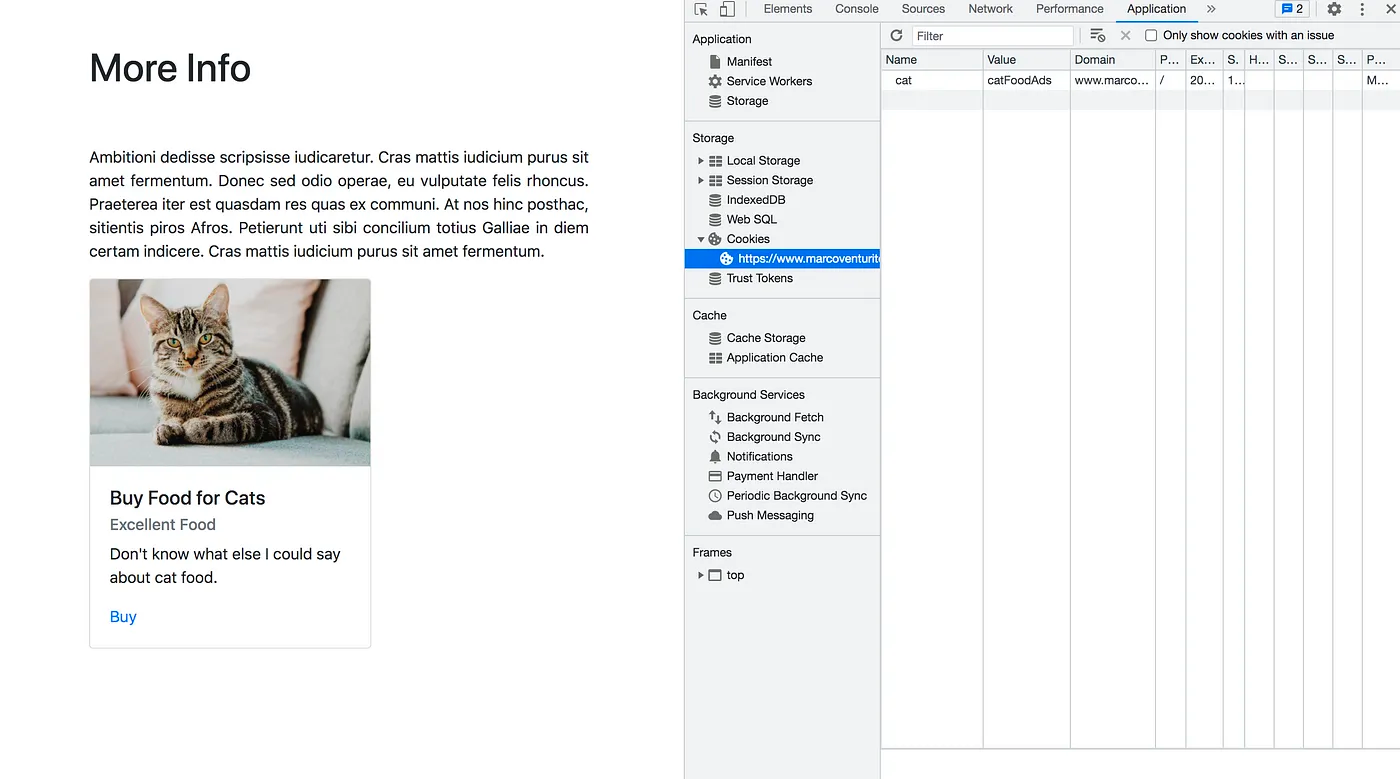 More Info
Ambitioni dedisse scripsisse iudicaretur. Cras mattis iudicium purus sit
amet fermentum. Donec sed odio operae, eu vulputate felis rhoncus.
Praeterea iter est quasdam res quas ex communi. At nos hinc posthac,
sitientis piros Afros. Petierunt uti sibi concilium totius Galliae in diem
certam indicere. Cras mattis iudicium purus sit amet fermentum.
Buy Food for Cats
Excellent Food
Don't know what else I could say
about cat food.
Buy
Elements Console Sources Network Performance Application » 2
Application
Manifest
Service Workers
Storage
Storage
Local Storage
Session Storage
IndexedDB
Web SQL
Cookies
https://www.marcoventurit
Trust Tokens
Cache
Cache Storage
Application Cache
Background Services
Background Fetch
Background Sync
Notifications
Payment Handler
Periodic Background Sync
Push Messaging
Frames
top
Filter Only show cookies with an issue
Name Value Domain P... Ex... S. H... S... S... S... P...
cat catFoodAds www.marco... / 20... 1... M...